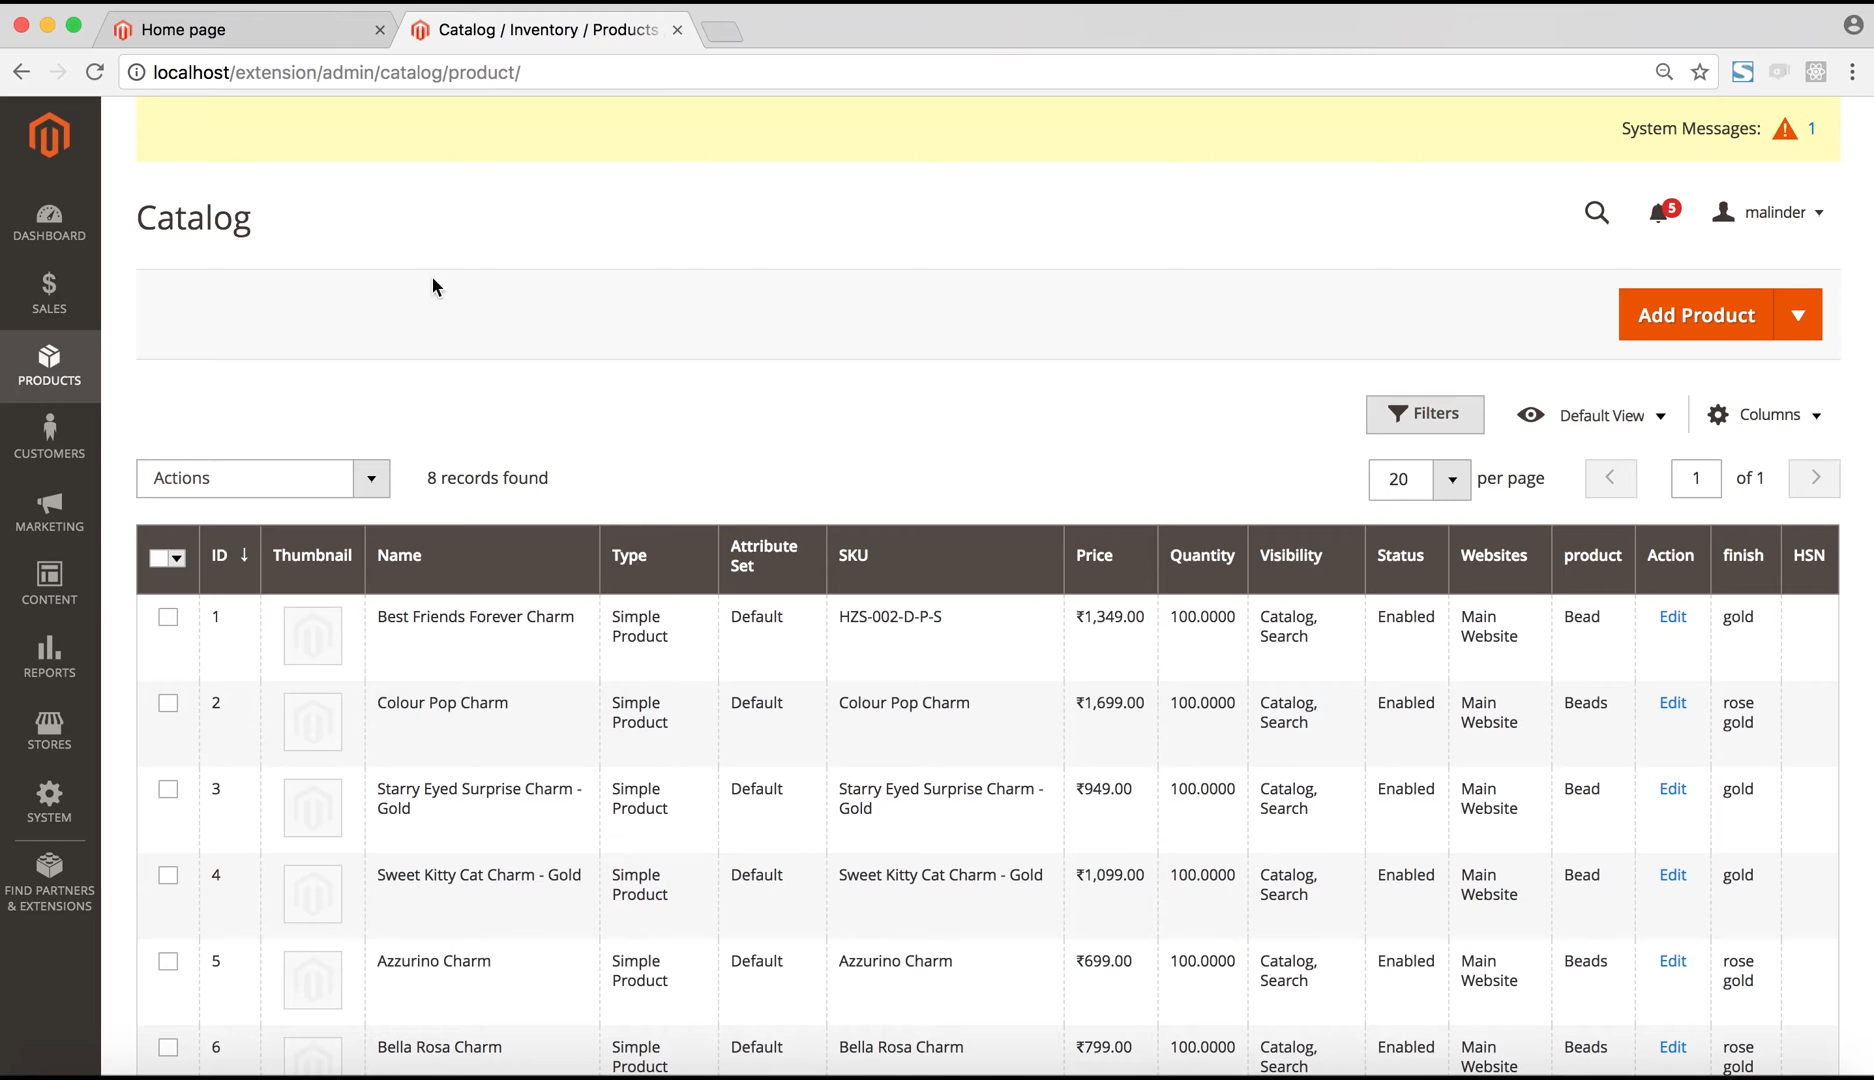 Home page
Catalog / Inventory / Products
localhost/extension/admin/catalog/product/
System Messages: 1
Catalog
5
malinder
DASHBOARD
SALES
PRODUCTS
CUSTOMERS
MARKETING
CONTENT
REPORTS
STORES
SYSTEM
FIND PARTNERS
& EXTENSIONS
Add Product
Filters
Default View
Columns
Actions
8 records found
20 per page
1 of 1
ID ↓ Thumbnail Name Type Attribute Set SKU Price Quantity Visibility Status Websites product Action finish HSN
1 Best Friends Forever Charm Simple Product Default HZS-002-D-P-S ₹1,349.00 100.0000 Catalog, Search Enabled Main Website Bead Edit gold
2 Colour Pop Charm Simple Product Default Colour Pop Charm ₹1,699.00 100.0000 Catalog, Search Enabled Main Website Beads Edit rose gold
3 Starry Eyed Surprise Charm - Gold Simple Product Default Starry Eyed Surprise Charm - Gold ₹949.00 100.0000 Catalog, Search Enabled Main Website Bead Edit gold
4 Sweet Kitty Cat Charm - Gold Simple Product Default Sweet Kitty Cat Charm - Gold ₹1,099.00 100.0000 Catalog, Search Enabled Main Website Bead Edit gold
5 Azzurino Charm Simple Product Default Azzurino Charm ₹699.00 100.0000 Catalog, Search Enabled Main Website Beads Edit rose gold
6 Bella Rosa Charm Simple Product Default Bella Rosa Charm ₹799.00 100.0000 Catalog, Search Enabled Main Website Beads Edit rose gold